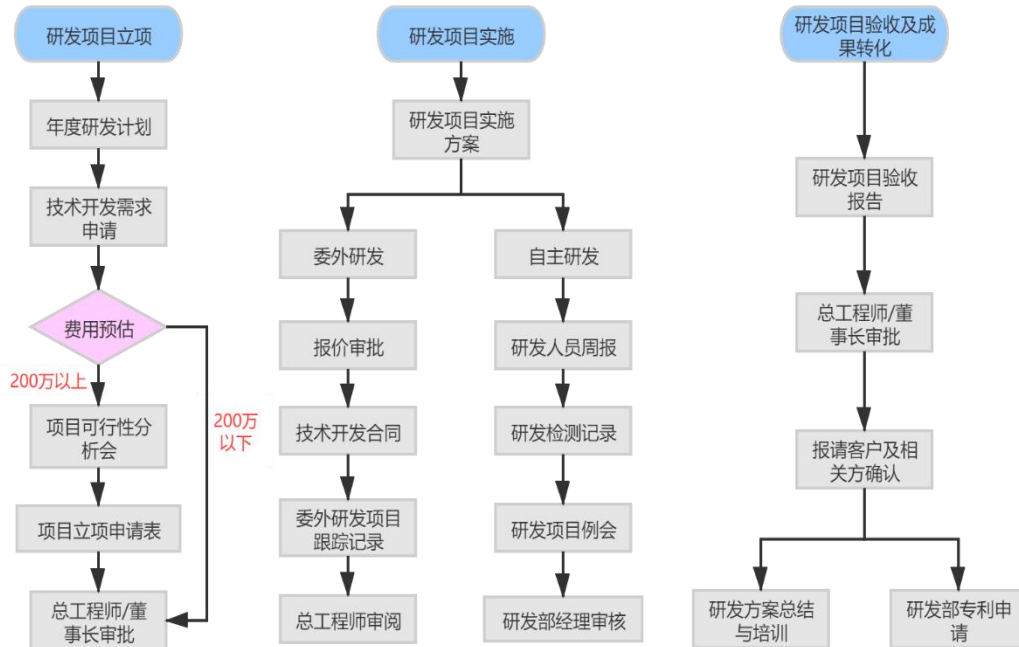 研发项目立项
年度研发计划
技术开发需求
申请
费用预估
200万以上
200万
以下
项目可行性分
析会
项目立项申请表
总工程师/董
事长审批
研发项目实施
研发项目实施
方案
委外研发
报价审批
技术开发合同
委外研发项目
跟踪记录
总工程师审阅
自主研发
研发人员周报
研发检测记录
研发项目例会
研发部经理审核
研发项目验收及成
果转化
研发项目验收
报告
总工程师/董
事长审批
报请客户及相
关方确认
研发方案总结
与培训
研发部专利申
请